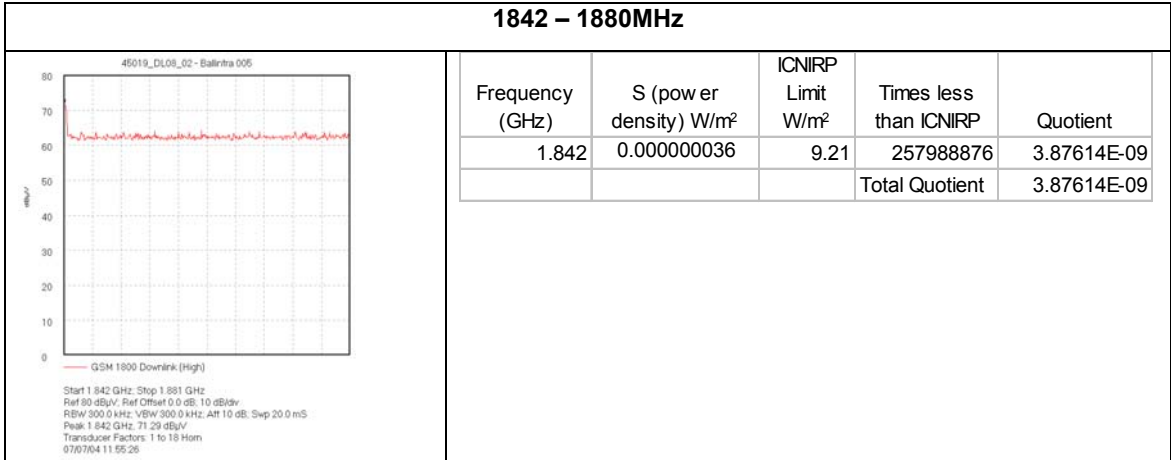 1842 – 1880MHz
45019_DL08_02 - Ballintra 005
80
70
60
50
40
30
20
10
0
dBµV
GSM 1800 Downlink (High)
Start 1.842 GHz; Stop 1.881 GHz
Ref 80 dBµV; Ref Offset 0.0 dB; 10 dB/div
RBW 300.0 kHz; VBW 300.0 kHz; Att 10 dB; Swp 20.0 mS
Peak 1.842 GHz, 71.29 dBµV
Transducer Factors: 1 to 18 Horn
07/07/04 11:55:26
Frequency (GHz) S (pow er density) W/m² ICNIRP Limit W/m² Times less than ICNIRP Quotient
1.842 0.000000036 9.21 257988876 3.87614E-09
Total Quotient 3.87614E-09